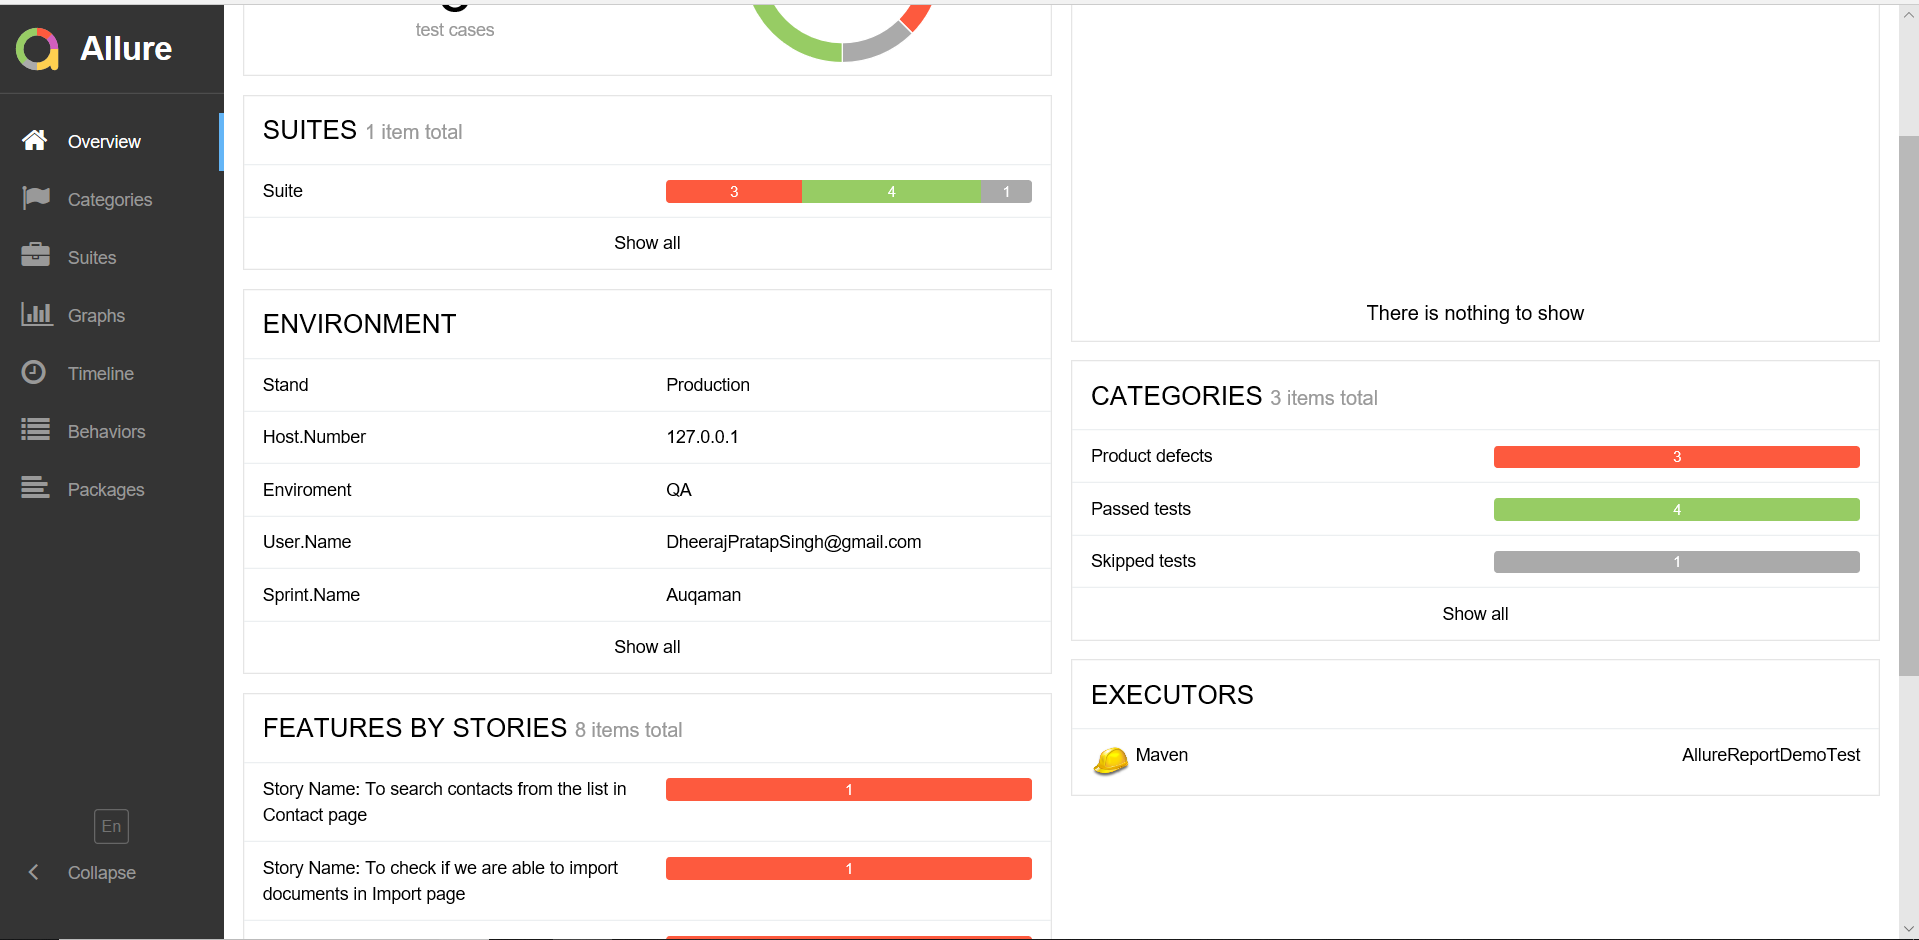 Allure
Overview
Categories
Suites
Graphs
Timeline
Behaviors
Packages
En
Collapse
test cases
SUITES 1 item total
Suite 3 4 1
Show all
ENVIRONMENT
Stand Production
Host.Number 127.0.0.1
Enviroment QA
User.Name DheerajPratapSingh@gmail.com
Sprint.Name Auqaman
Show all
FEATURES BY STORIES 8 items total
Story Name: To search contacts from the list in 1
Contact page
Story Name: To check if we are able to import 1
documents in Import page
There is nothing to show
CATEGORIES 3 items total
Product defects 3
Passed tests 4
Skipped tests 1
Show all
EXECUTORS
Maven AllureReportDemoTest